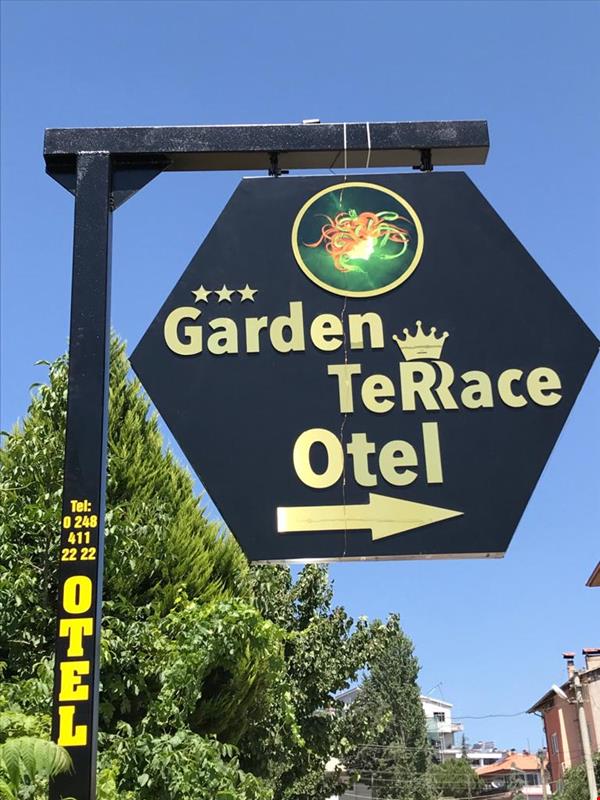 Garden
TeRRace
Otel
Tel:
0 248
411
22 22
OTEL